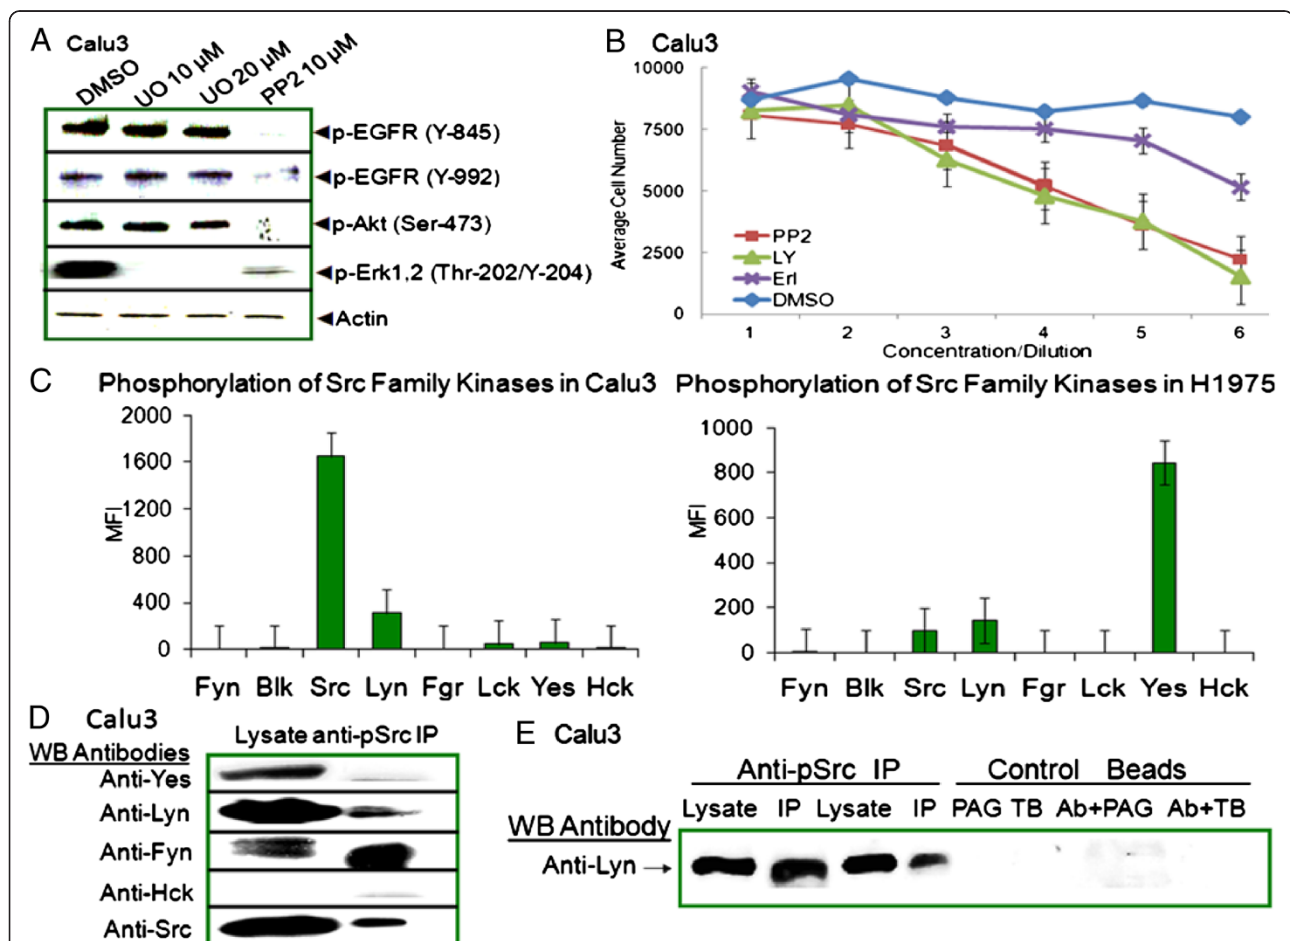 A Calu3
DMSO UO 10 µM UO 20 µM PP2 10 µM
p-EGFR (Y-845)
p-EGFR (Y-992)
p-Akt (Ser-473)
p-Erk1,2 (Thr-202/Y-204)
Actin
B Calu3
Average Cell Number
10000
7500
5000
2500
0
PP2
LY
Erl
DMSO
1 2 3 4 5 6
Concentration/Dilution
C Phosphorylation of Src Family Kinases in Calu3
MFI
2000
1600
1200
800
400
0
Fyn Blk Src Lyn Fgr Lck Yes Hck
Phosphorylation of Src Family Kinases in H1975
MFI
1000
800
600
400
200
0
Fyn Blk Src Lyn Fgr Lck Yes Hck
D Calu3
WB Antibodies
Lysate anti-pSrc IP
Anti-Yes
Anti-Lyn
Anti-Fyn
Anti-Hck
Anti-Src
E Calu3
Anti-pSrc IP Control Beads
Lysate IP Lysate IP PAG TB Ab+PAG Ab+TB
WB Antibody
Anti-Lyn →